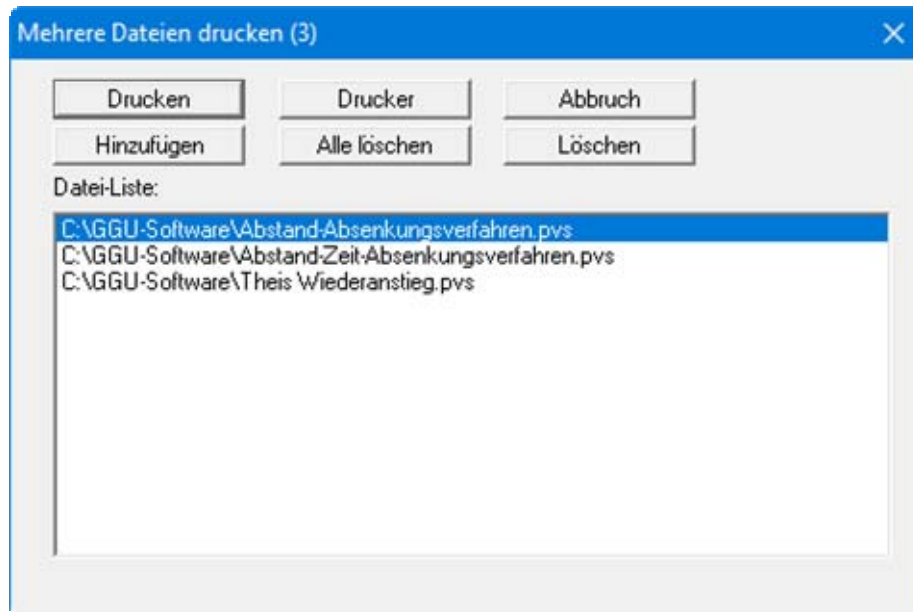 Mehrere Dateien drucken (3)
Drucken Drucker Abbruch
Hinzufügen Alle löschen Löschen
Datei-Liste:
C:\GGU-Software\Abstand-Absenkungsverfahren.pvs
C:\GGU-Software\Abstand-Zeit-Absenkungsverfahren.pvs
C:\GGU-Software\Theis Wiederanstieg.pvs